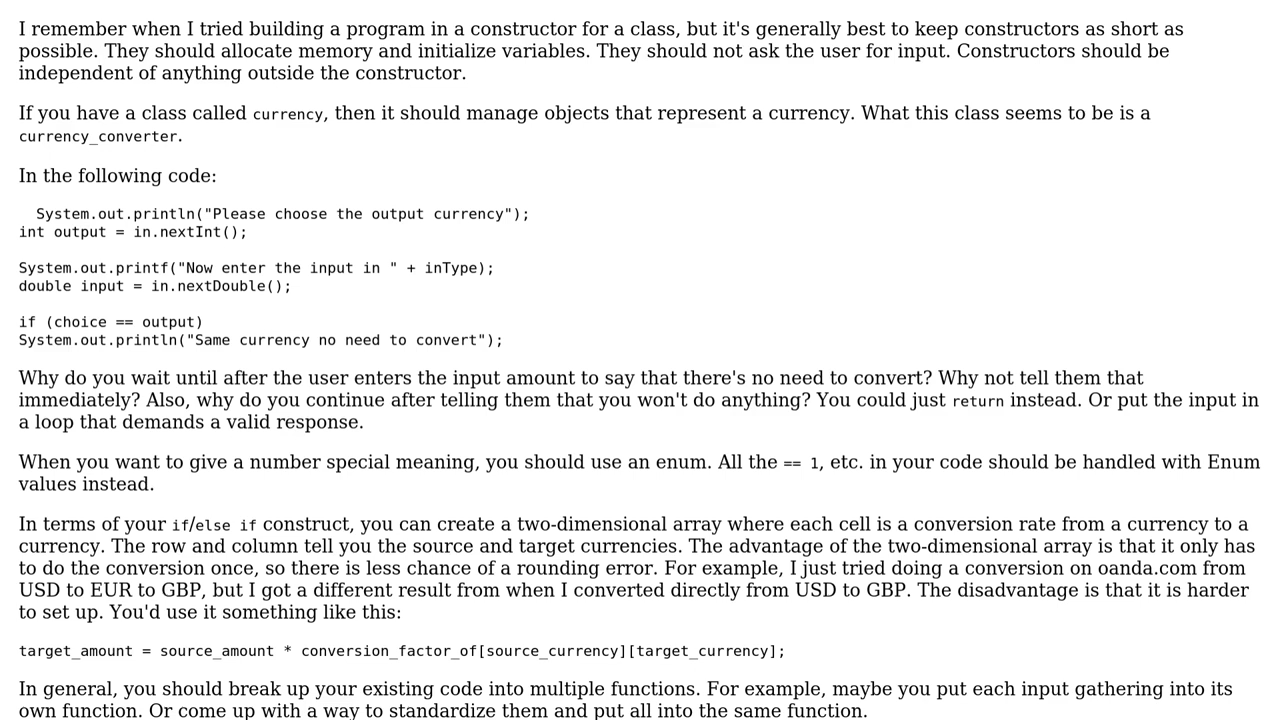 I remember when I tried building a program in a constructor for a class, but it's generally best to keep constructors as short as
possible. They should allocate memory and initialize variables. They should not ask the user for input. Constructors should be
independent of anything outside the constructor.
If you have a class called currency, then it should manage objects that represent a currency. What this class seems to be is a
currency_converter.
In the following code:
System.out.println("Please choose the output currency");
int output = in.nextInt();
System.out.printf("Now enter the input in " + inType);
double input = in.nextDouble();
if (choice == output)
System.out.println("Same currency no need to convert");
Why do you wait until after the user enters the input amount to say that there's no need to convert? Why not tell them that
immediately? Also, why do you continue after telling them that you won't do anything? You could just return instead. Or put the input in
a loop that demands a valid response.
When you want to give a number special meaning, you should use an enum. All the == 1, etc. in your code should be handled with Enum
values instead.
In terms of your if/else if construct, you can create a two-dimensional array where each cell is a conversion rate from a currency to a
currency. The row and column tell you the source and target currencies. The advantage of the two-dimensional array is that it only has
to do the conversion once, so there is less chance of a rounding error. For example, I just tried doing a conversion on oanda.com from
USD to EUR to GBP, but I got a different result from when I converted directly from USD to GBP. The disadvantage is that it is harder
to set up. You'd use it something like this:
target_amount = source_amount * conversion_factor_of[source_currency][target_currency];
In general, you should break up your existing code into multiple functions. For example, maybe you put each input gathering into its
own function. Or come up with a way to standardize them and put all into the same function.